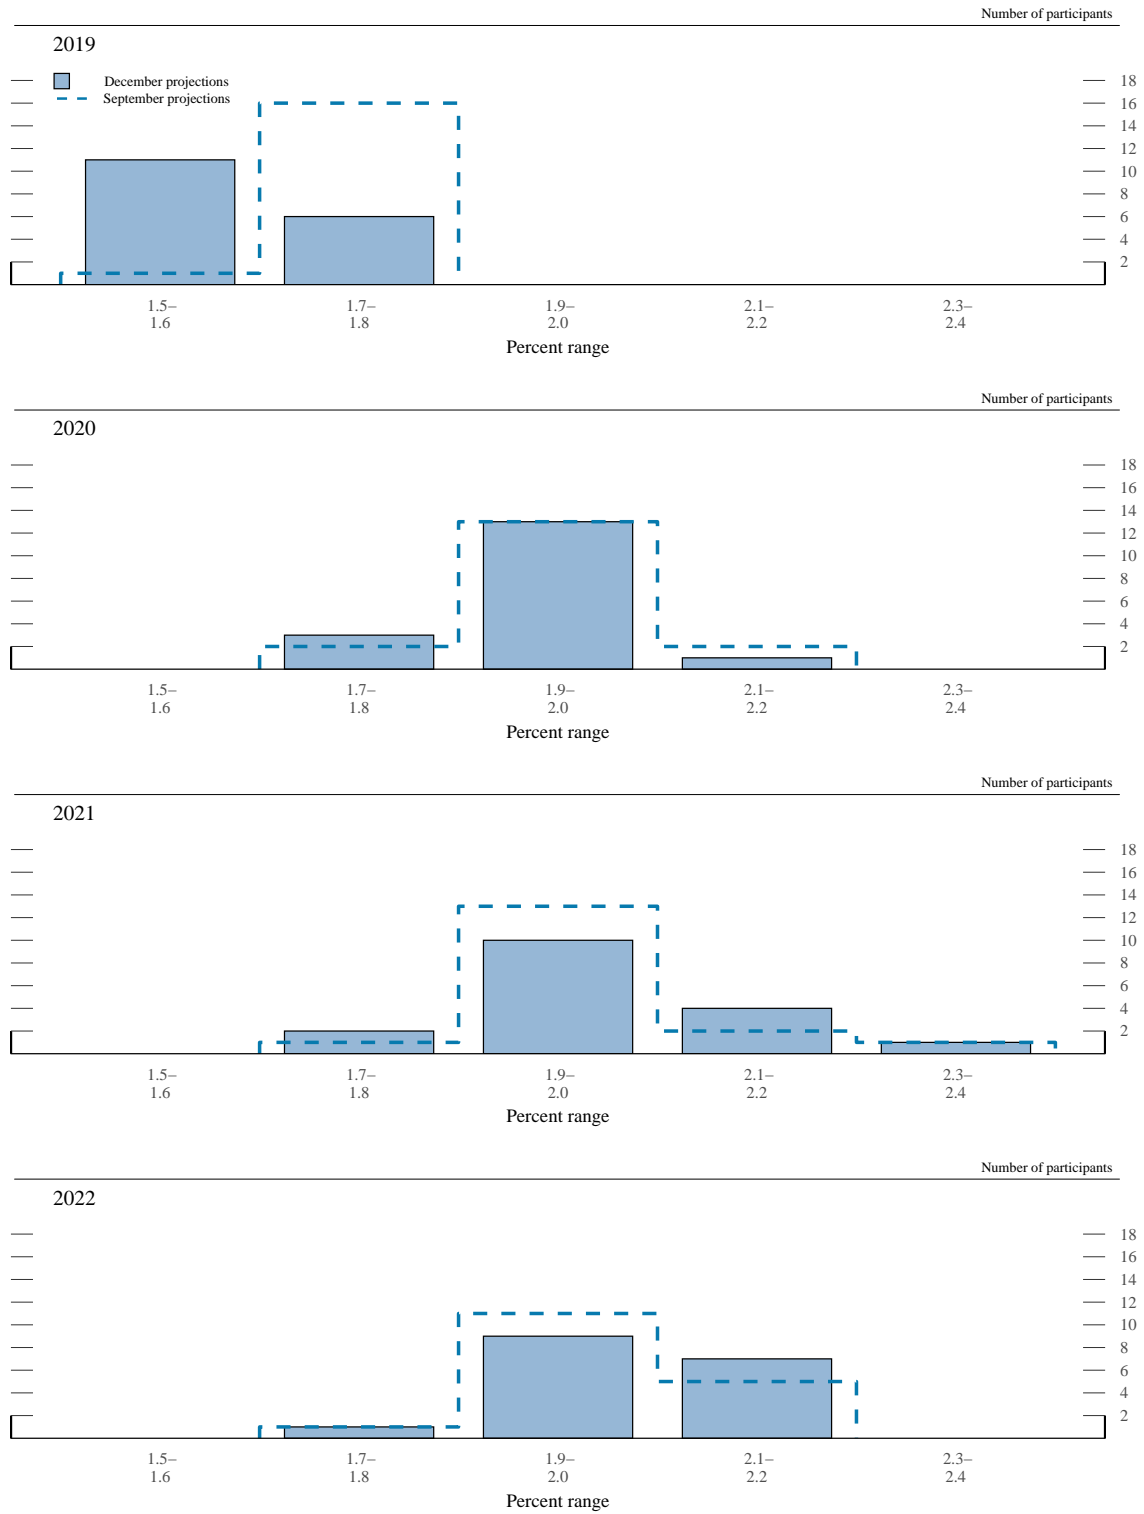 Number of participants
2019
December projections
September projections
18
16
14
12
10
8
6
4
2
1.5– 1.7– 1.9– 2.1– 2.3–
1.6 1.8 2.0 2.2 2.4
Percent range
Number of participants
2020
18
16
14
12
10
8
6
4
2
1.5– 1.7– 1.9– 2.1– 2.3–
1.6 1.8 2.0 2.2 2.4
Percent range
Number of participants
2021
18
16
14
12
10
8
6
4
2
1.5– 1.7– 1.9– 2.1– 2.3–
1.6 1.8 2.0 2.2 2.4
Percent range
Number of participants
2022
18
16
14
12
10
8
6
4
2
1.5– 1.7– 1.9– 2.1– 2.3–
1.6 1.8 2.0 2.2 2.4
Percent range